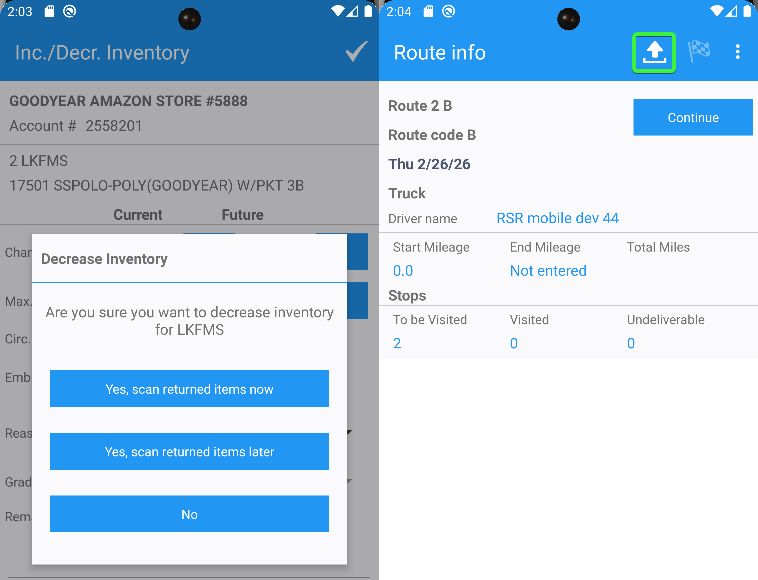 2:03
Inc./Decr. Inventory
GOODYEAR AMAZON STORE #5888
Account # 2558201
2 LKFMS
17501 SSPOLO-POLY(GOODYEAR) W/PKT 3B
Current Future
Char
Max.
Circ.
Emb
Reas
Grad
Rem
Decrease Inventory
Are you sure you want to decrease inventory
for LKFMS
Yes, scan returned items now
Yes, scan returned items later
No
2:04
Route info
Route 2 B
Continue
Route code B
Thu 2/26/26
Truck
Driver name RSR mobile dev 44
Start Mileage End Mileage Total Miles
0.0 Not entered
Stops
To be Visited Visited Undeliverable
2 0 0